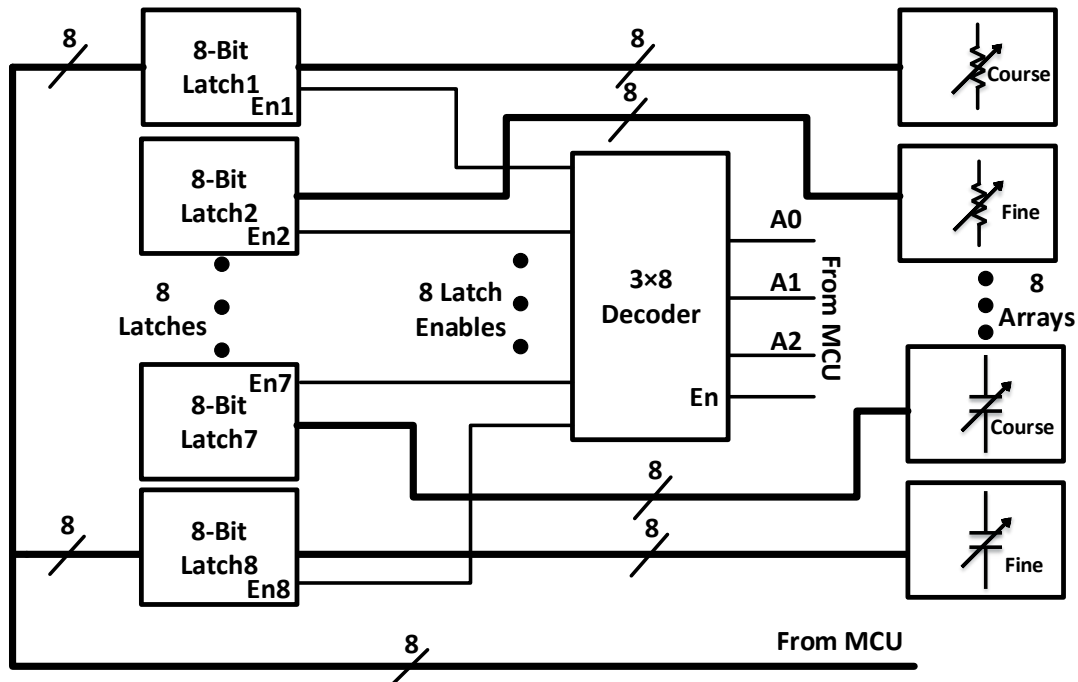 8
8-Bit
Latch1
En1
8
Course
8
8-Bit
Latch2
En2
Fine
8
Latches
8 Latch
Enables
3×8
Decoder
A0
A1
A2
En
From MCU
8
Arrays
En7
8-Bit
Latch7
8
Course
8
8-Bit
Latch8
En8
8
Fine
8
From MCU